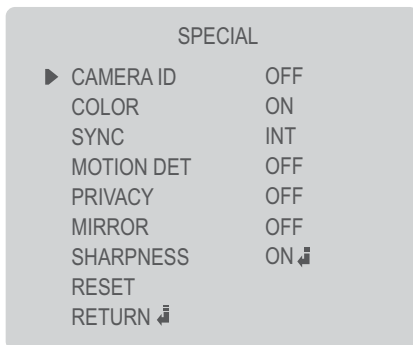 SPECIAL
CAMERA ID OFF
COLOR ON
SYNC INT
MOTION DET OFF
PRIVACY OFF
MIRROR OFF
SHARPNESS ON
RESET
RETURN